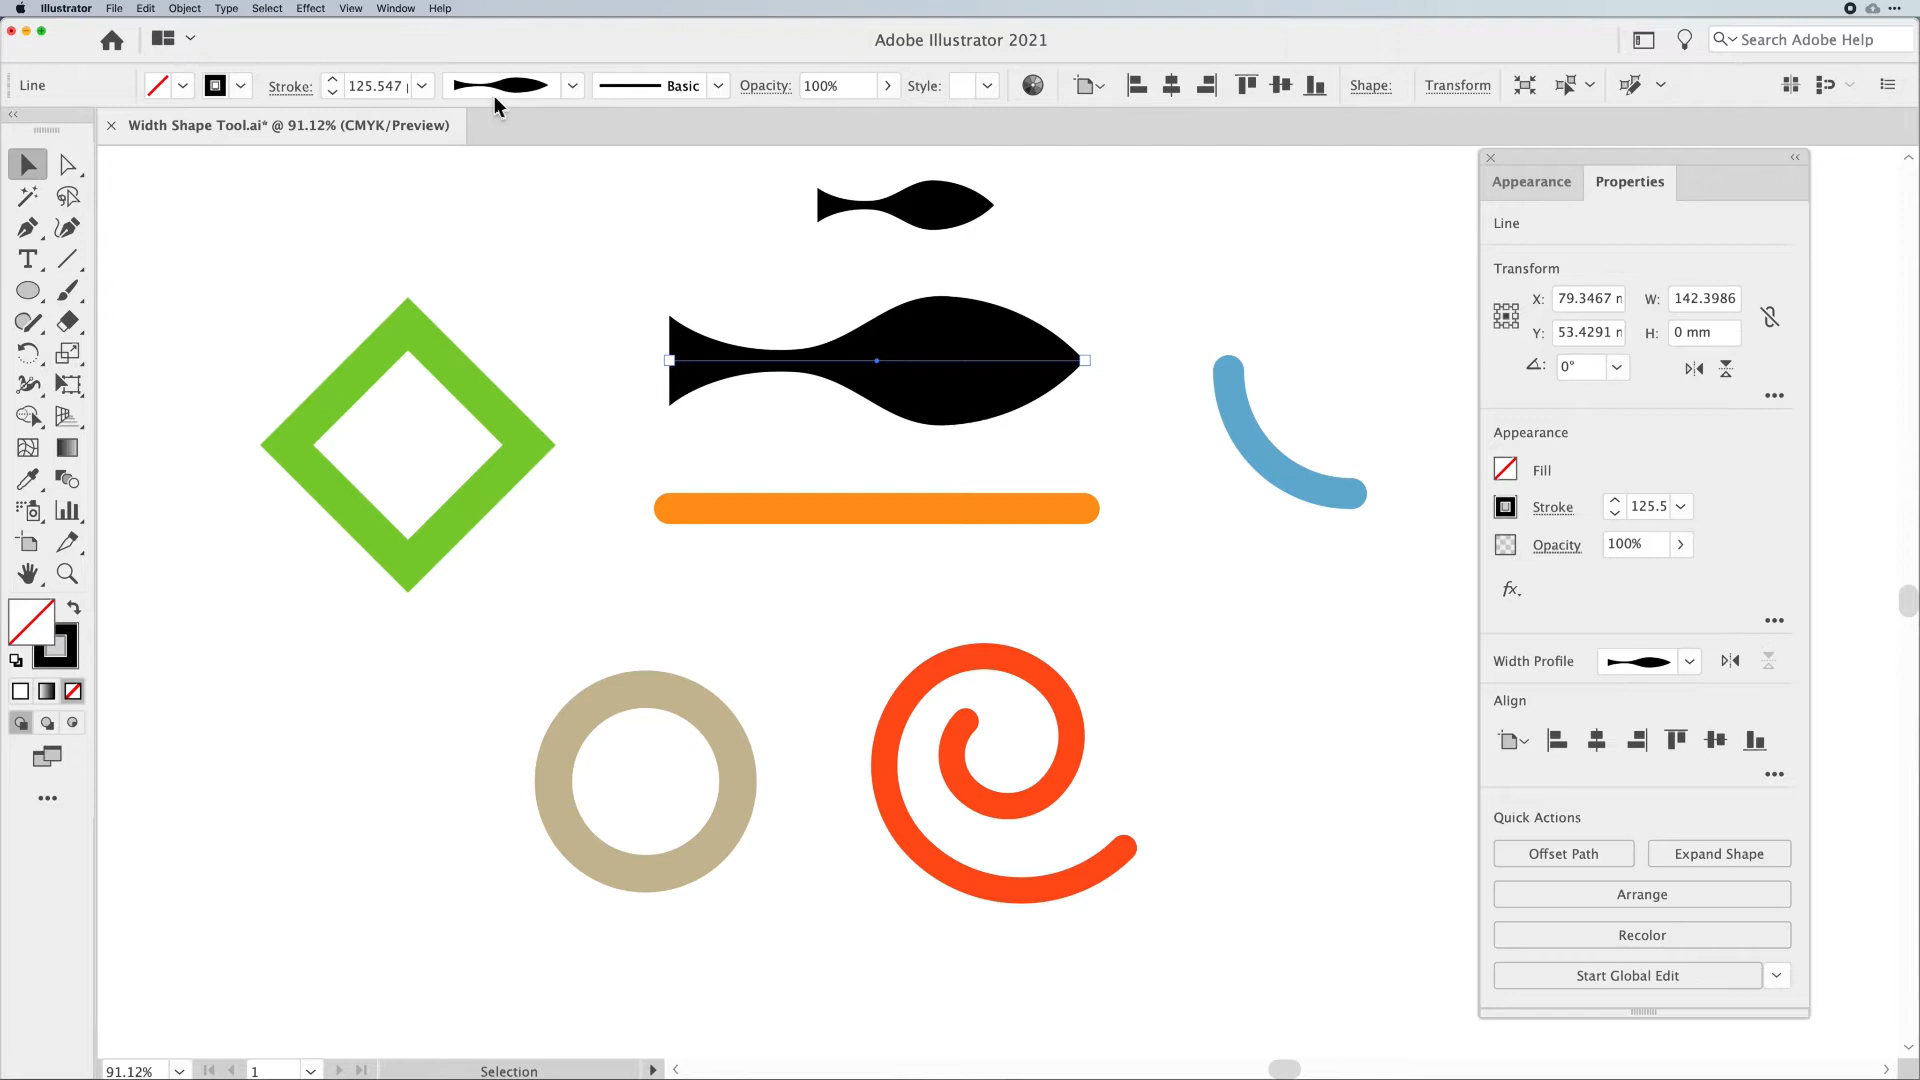 Illustrator File Edit Object Type Select Effect View Window Help
Adobe Illustrator 2021
Search Adobe Help
Line
Stroke: 125.547
Basic
Opacity: 100%
Style:
Shape:
Transform
Width Shape Tool.ai* @ 91.12% (CMYK/Preview)
Appearance
Properties
Line
Transform
X: 79.3467 W: 142.3986
Y: 53.4291 H: 0 mm
0°
Appearance
Fill
Stroke 125.5
Opacity 100%
fx.
Width Profile
Align
Quick Actions
Offset Path Expand Shape
Arrange
Recolor
Start Global Edit
91.12% 1 Selection